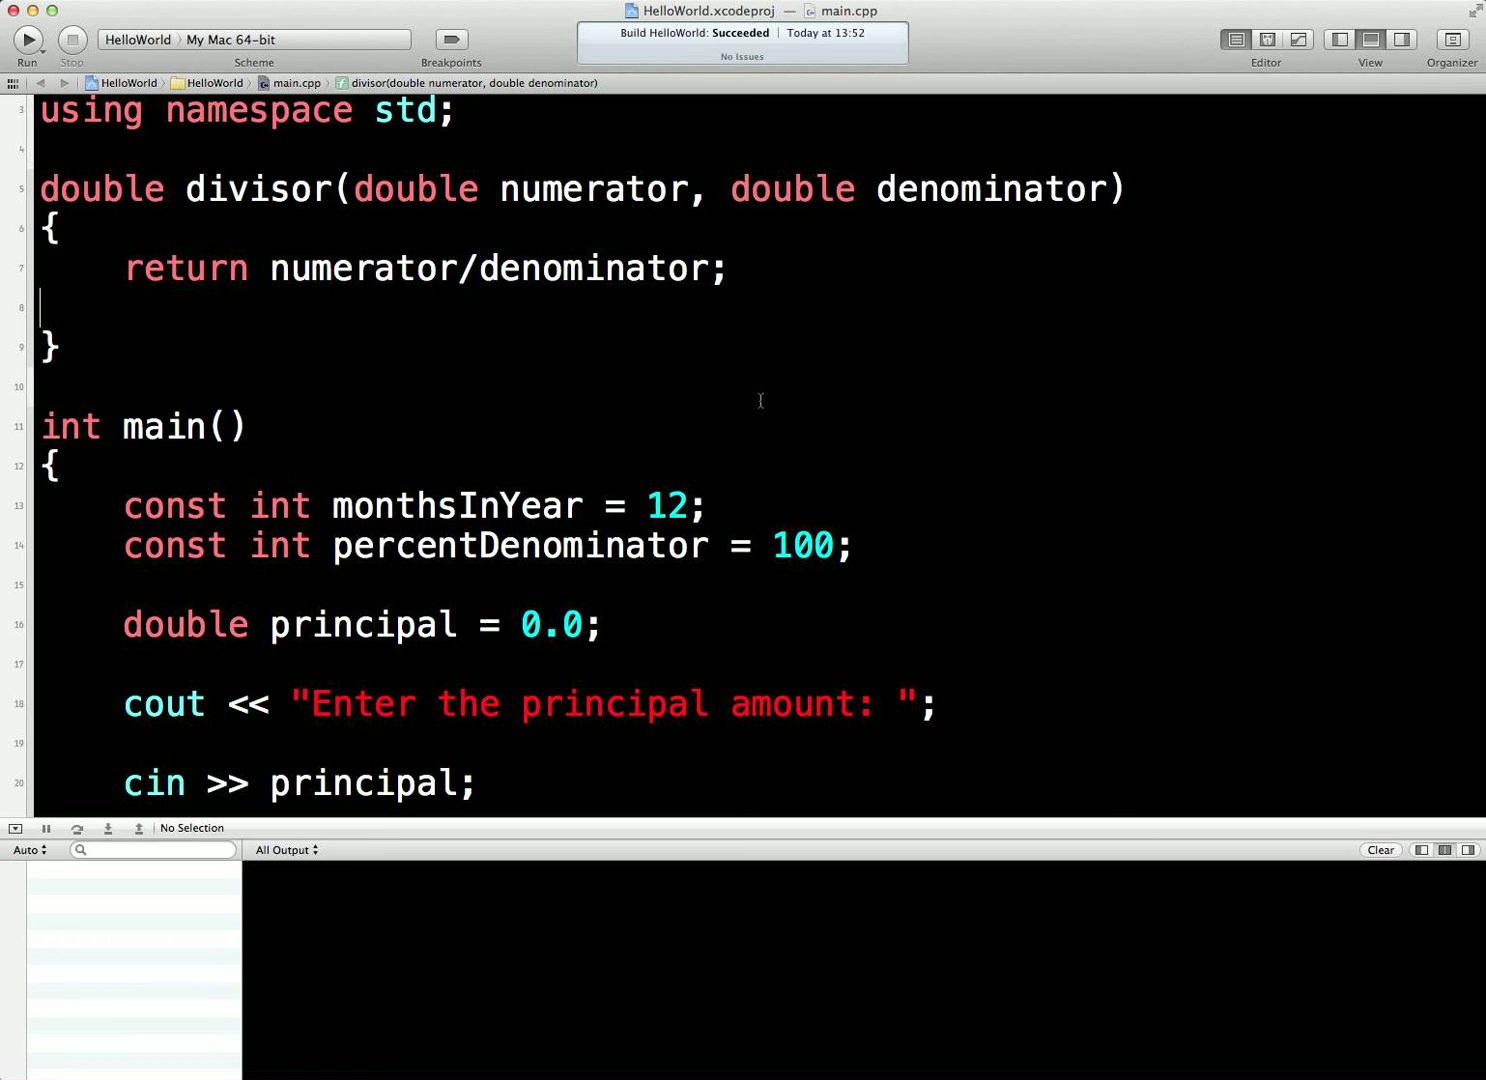 HelloWorld.xcodeproj — main.cpp
HelloWorld 〉 My Mac 64-bit
Build HelloWorld: Succeeded | Today at 13:52
No Issues
Run Stop Scheme Breakpoints Editor View Organizer
HelloWorld 〉 HelloWorld 〉 main.cpp 〉 divisor(double numerator, double denominator)
3 using namespace std;
4
5 double divisor(double numerator, double denominator)
6 {
7 return numerator/denominator;
8
9 }
10
11 int main()
12 {
13 const int monthsInYear = 12;
14 const int percentDenominator = 100;
15
16 double principal = 0.0;
17
18 cout << "Enter the principal amount: ";
19
20 cin >> principal;
No Selection
Auto All Output Clear